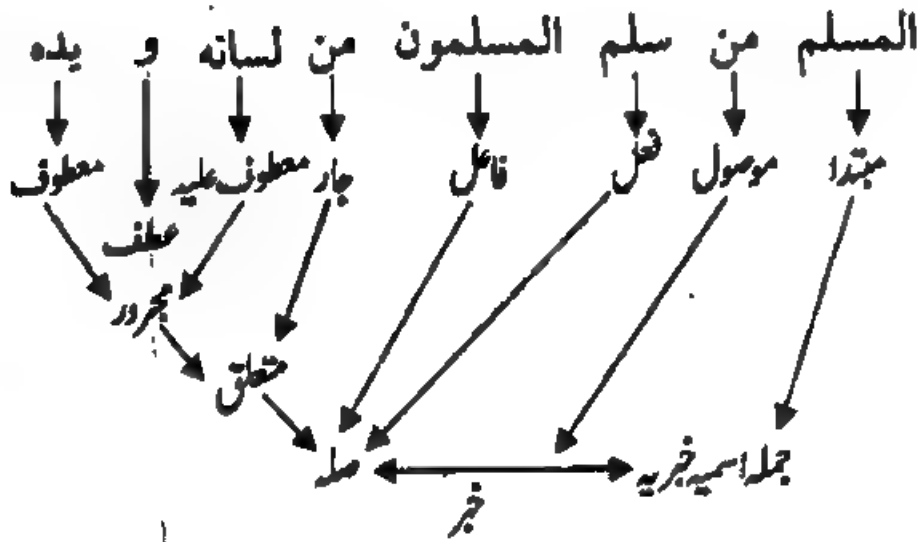 المسلم من سلم المسلمون من لسانه و يده
مبتدا موصول فعل فاعل جار معطوف علیہ معطوف
عطف
مجرور
متعلق
جملہ اسمیہ خبریہ صلہ
خبر